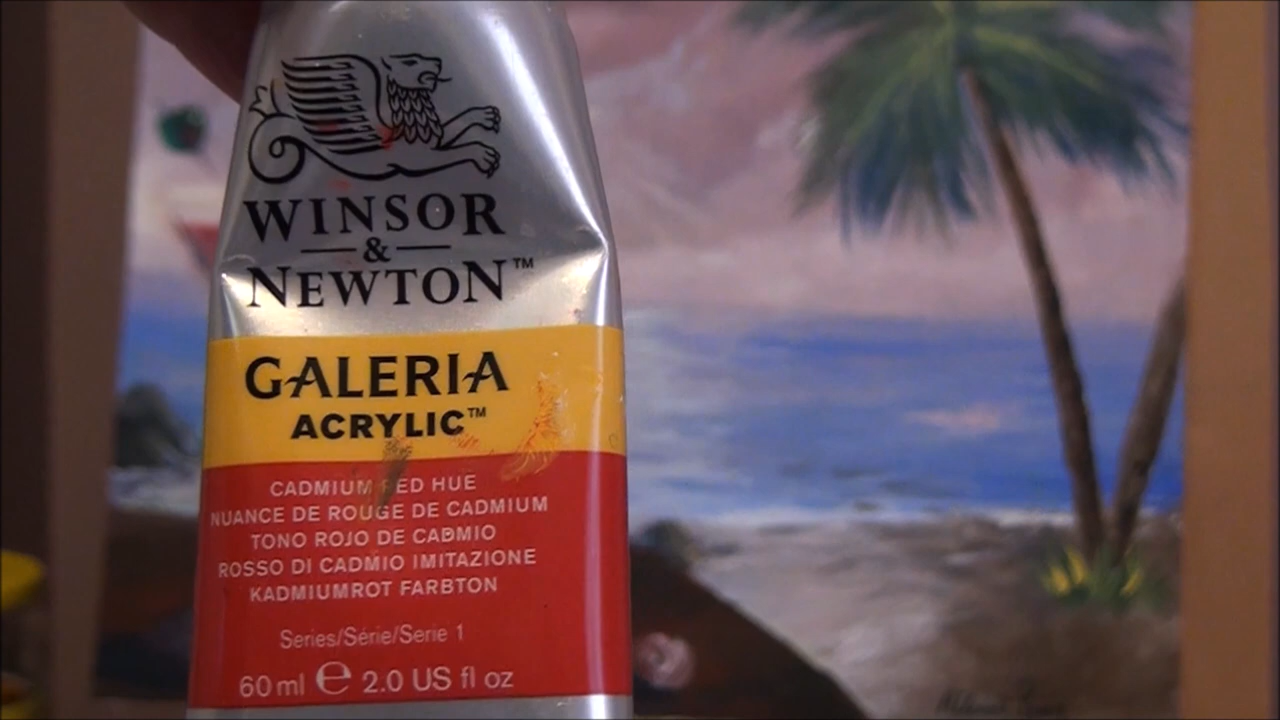 WINSOR
&
NEWTON™
GALERIA
ACRYLIC™
CADMIUM RED HUE
NUANCE DE ROUGE DE CADMIUM
TONO ROJO DE CADMIO
ROSSO DI CADMIO IMITAZIONE
KADMIUMROT FARBTON
Series/Série/Serie 1
60 ml ℮ 2.0 US fl oz